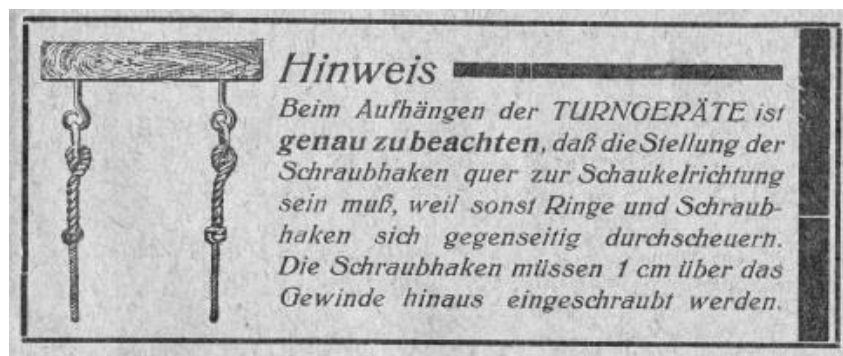 Hinweis
Beim Aufhängen der TURNGERÄTE ist
genau zu beachten, daß die Stellung der
Schraubhaken quer zur Schaukelrichtung
sein muß, weil sonst Ringe und Schraub-
haken sich gegenseitig durchscheuern.
Die Schraubhaken müssen 1 cm über das
Gewinde hinaus eingeschraubt werden.